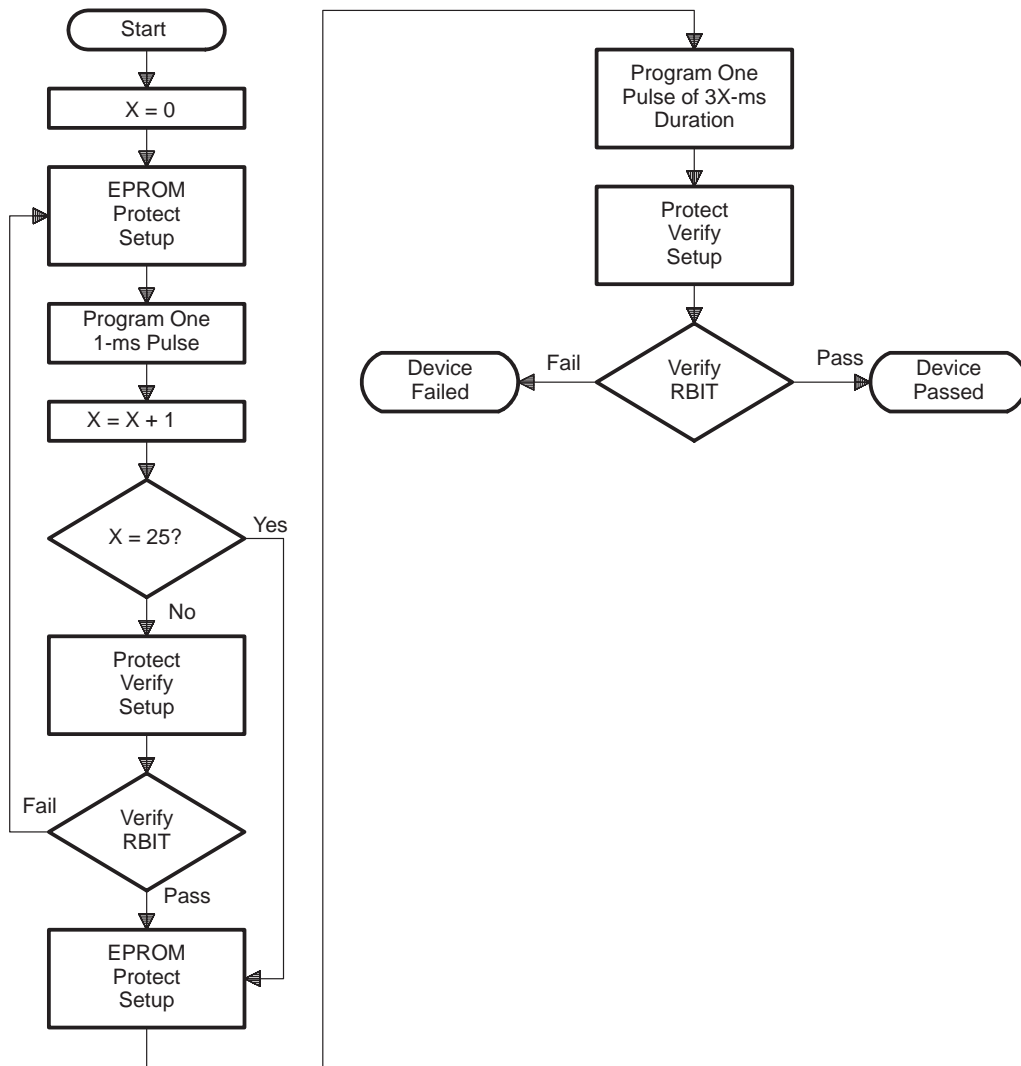 Start
X = 0
EPROM
Protect
Setup
Program One
1-ms Pulse
X = X + 1
X = 25?
Yes
No
Protect
Verify
Setup
Fail
Verify
RBIT
Pass
EPROM
Protect
Setup
Program One
Pulse of 3X-ms
Duration
Protect
Verify
Setup
Verify
RBIT
Fail
Device
Failed
Pass
Device
Passed